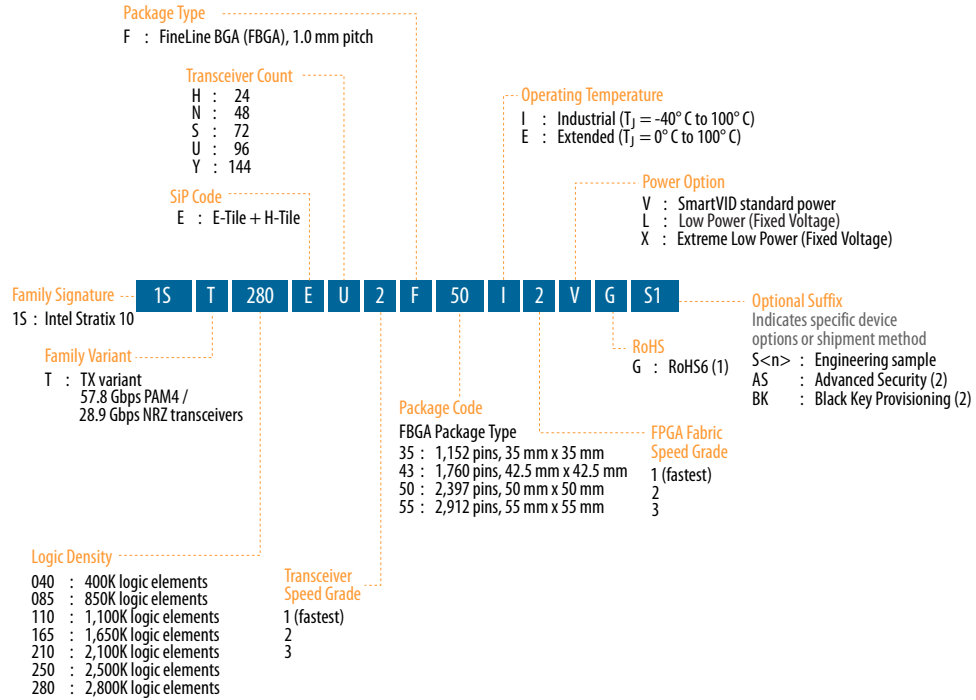 Package Type
F : FineLine BGA (FBGA), 1.0 mm pitch
Transceiver Count
H : 24
N : 48
S : 72
U : 96
Y : 144
Operating Temperature
I : Industrial (TJ = -40° C to 100° C)
E : Extended (TJ = 0° C to 100° C)
SiP Code
E : E-Tile + H-Tile
Power Option
V : SmartVID standard power
L : Low Power (Fixed Voltage)
X : Extreme Low Power (Fixed Voltage)
1S T 280 E U 2 F 50 I 2 V G S1
Family Signature
1S : Intel Stratix 10
Optional Suffix
Indicates specific device
options or shipment method
S<n> : Engineering sample
AS : Advanced Security (2)
BK : Black Key Provisioning (2)
Family Variant
T : TX variant
57.8 Gbps PAM4 /
28.9 Gbps NRZ transceivers
RoHS
G : RoHS6 (1)
Package Code
FBGA Package Type
35 : 1,152 pins, 35 mm x 35 mm
43 : 1,760 pins, 42.5 mm x 42.5 mm
50 : 2,397 pins, 50 mm x 50 mm
55 : 2,912 pins, 55 mm x 55 mm
FPGA Fabric
Speed Grade
1 (fastest)
2
3
Logic Density
040 : 400K logic elements
085 : 850K logic elements
110 : 1,100K logic elements
165 : 1,650K logic elements
210 : 2,100K logic elements
250 : 2,500K logic elements
280 : 2,800K logic elements
Transceiver
Speed Grade
1 (fastest)
2
3